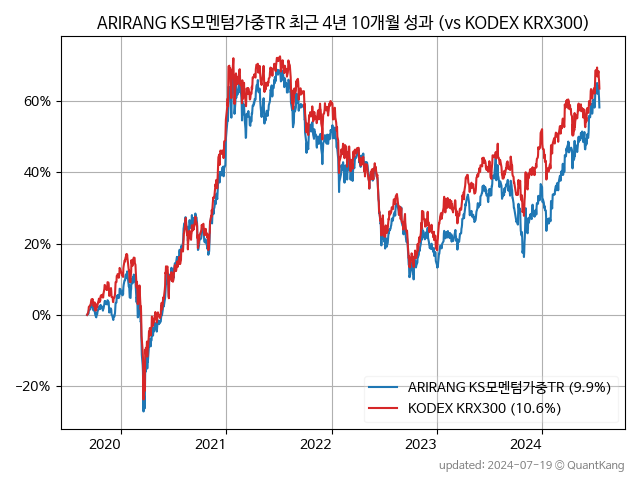 ARIRANG KS모멘텀가중TR 최근 4년 10개월 성과 (vs KODEX KRX300)
60%
40%
20%
0%
−20%
ARIRANG KS모멘텀가중TR (9.9%)
KODEX KRX300 (10.6%)
2020 2021 2022 2023 2024
updated: 2024-07-19 © QuantKang